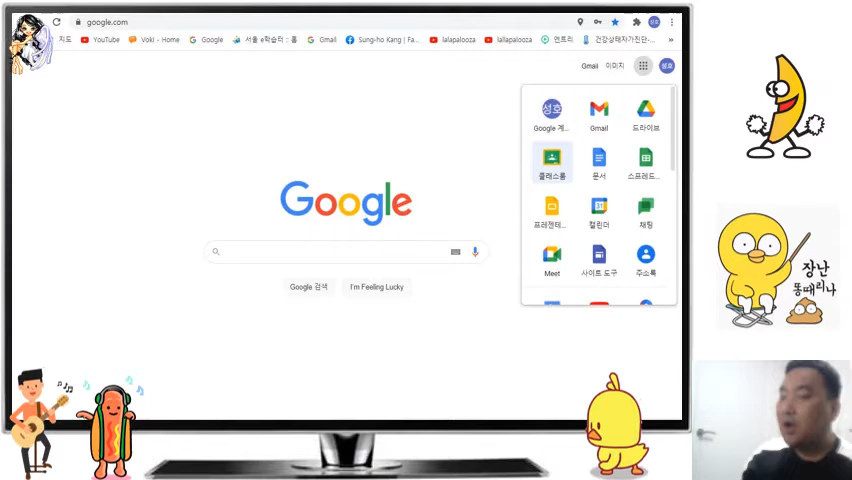 google.com
성호
지도
YouTube
Voki - Home
Google
서울 e학습터 :: 홈
Gmail
Sung-ho Kang | Fa...
lalapalooza
lallapalooza
엔트리
건강상태자가진단-...
»
Gmail
이미지
성호
성호
Google 계...
Gmail
드라이브
클래스룸
문서
스프레드...
프레젠테...
31
캘린더
채팅
Meet
사이트 도구
주소록
Google
Google 검색
I'm Feeling Lucky
장난
똥때리나